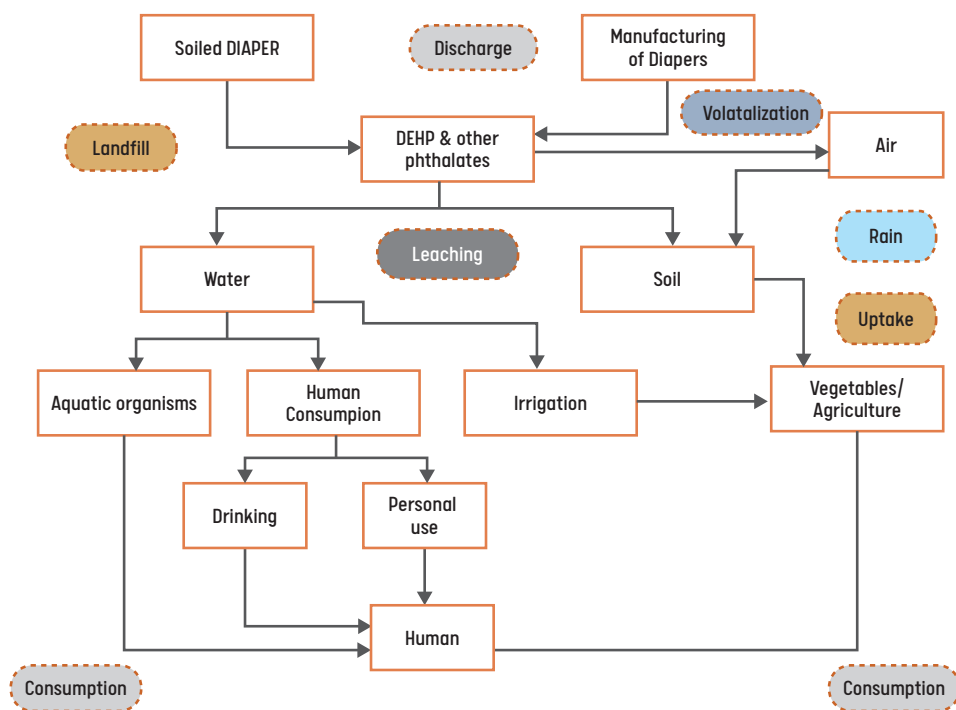 Soiled DIAPER
Discharge
Manufacturing
of Diapers
Volatalization
Landfill
DEHP & other
phthalates
Air
Rain
Leaching
Water
Soil
Uptake
Aquatic organisms
Human
Consumpion
Irrigation
Vegetables/
Agriculture
Drinking
Personal
use
Human
Consumption
Consumption